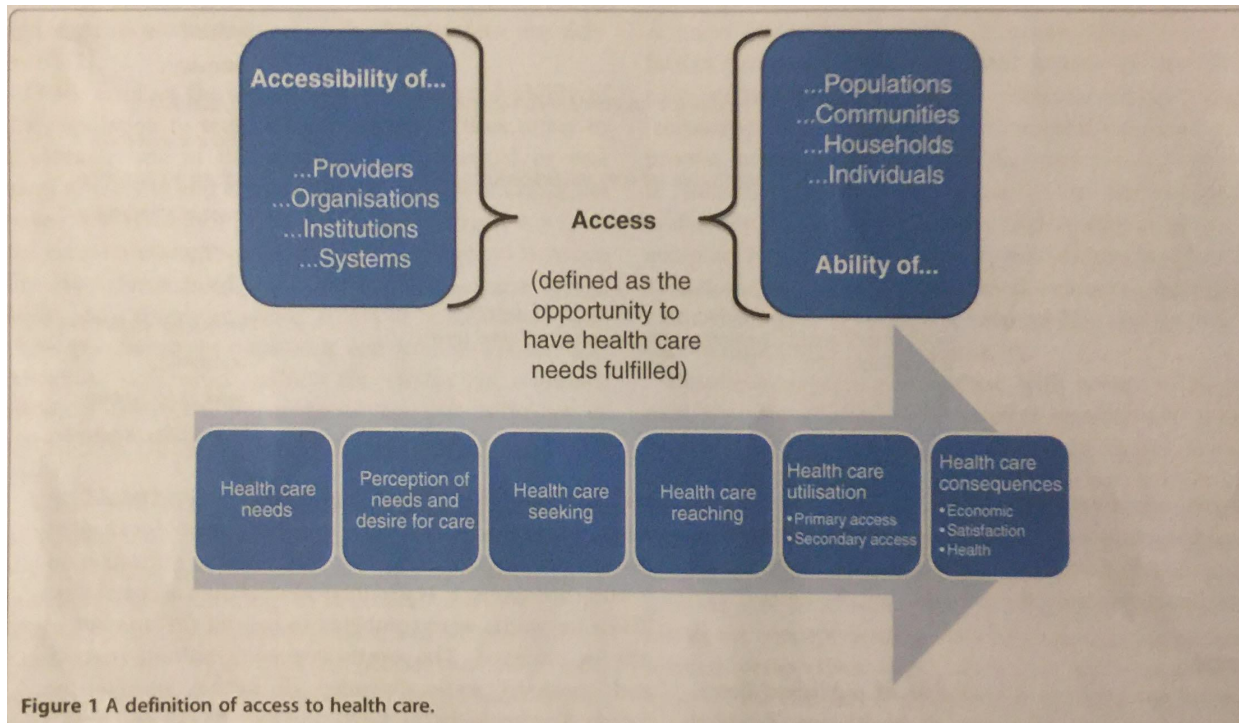 Accessibility of...
...Providers
...Organisations
...Institutions
...Systems
Access
(defined as the
opportunity to
have health care
needs fulfilled)
...Populations
...Communities
...Households
...Individuals
Ability of...
Health care
needs
Perception of
needs and
desire for care
Health care
seeking
Health care
reaching
Health care
utilisation
• Primary access
• Secondary access
Health care
consequences
• Economic
• Satisfaction
• Health
Figure 1 A definition of access to health care.